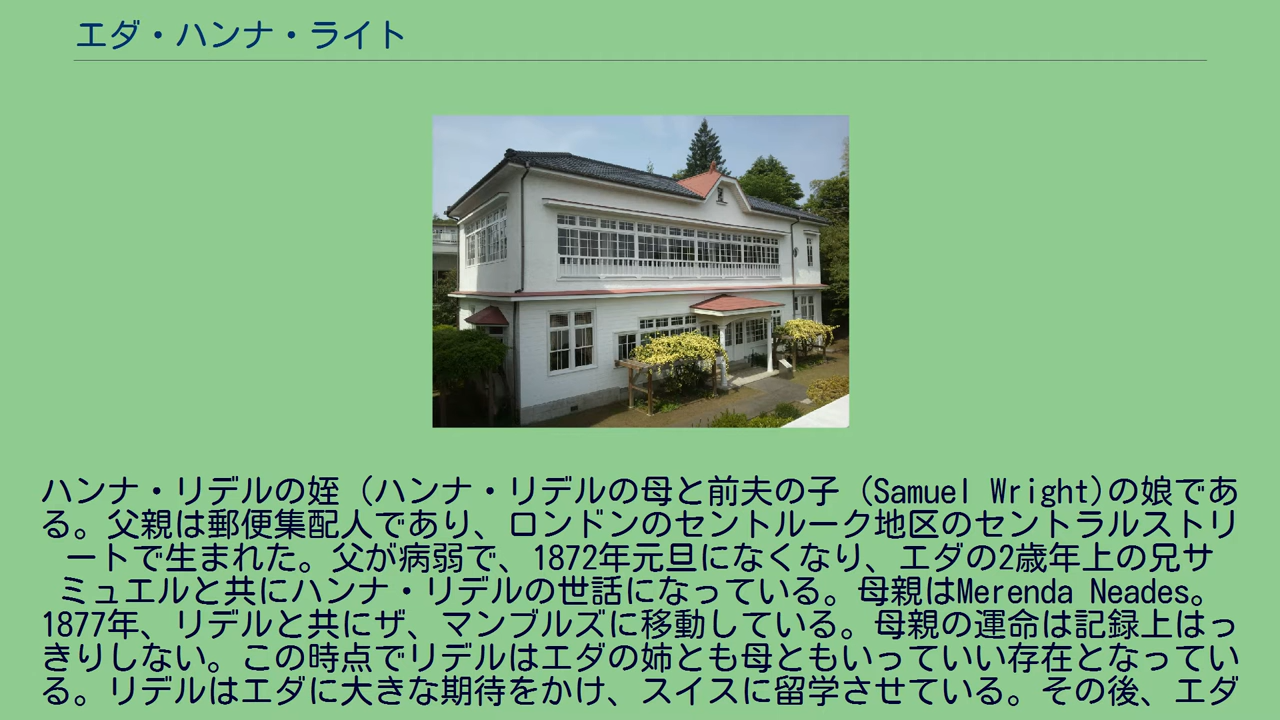 エダ・ハンナ・ライト
ハンナ・リデルの姪（ハンナ・リデルの母と前夫の子（Samuel Wright)の娘であ
る。父親は郵便集配人であり、ロンドンのセントルーク地区のセントラルストリ
ートで生まれた。父が病弱で、1872年元旦になくなり、エダの2歳年上の兄サ
ミュエルと共にハンナ・リデルの世話になっている。母親はMerenda Neades。
1877年、リデルと共にザ、マンブルズに移動している。母親の運命は記録上はっ
きりしない。この時点でリデルはエダの姉とも母ともいっていい存在となってい
る。リデルはエダに大きな期待をかけ、スイスに留学させている。その後、エダ